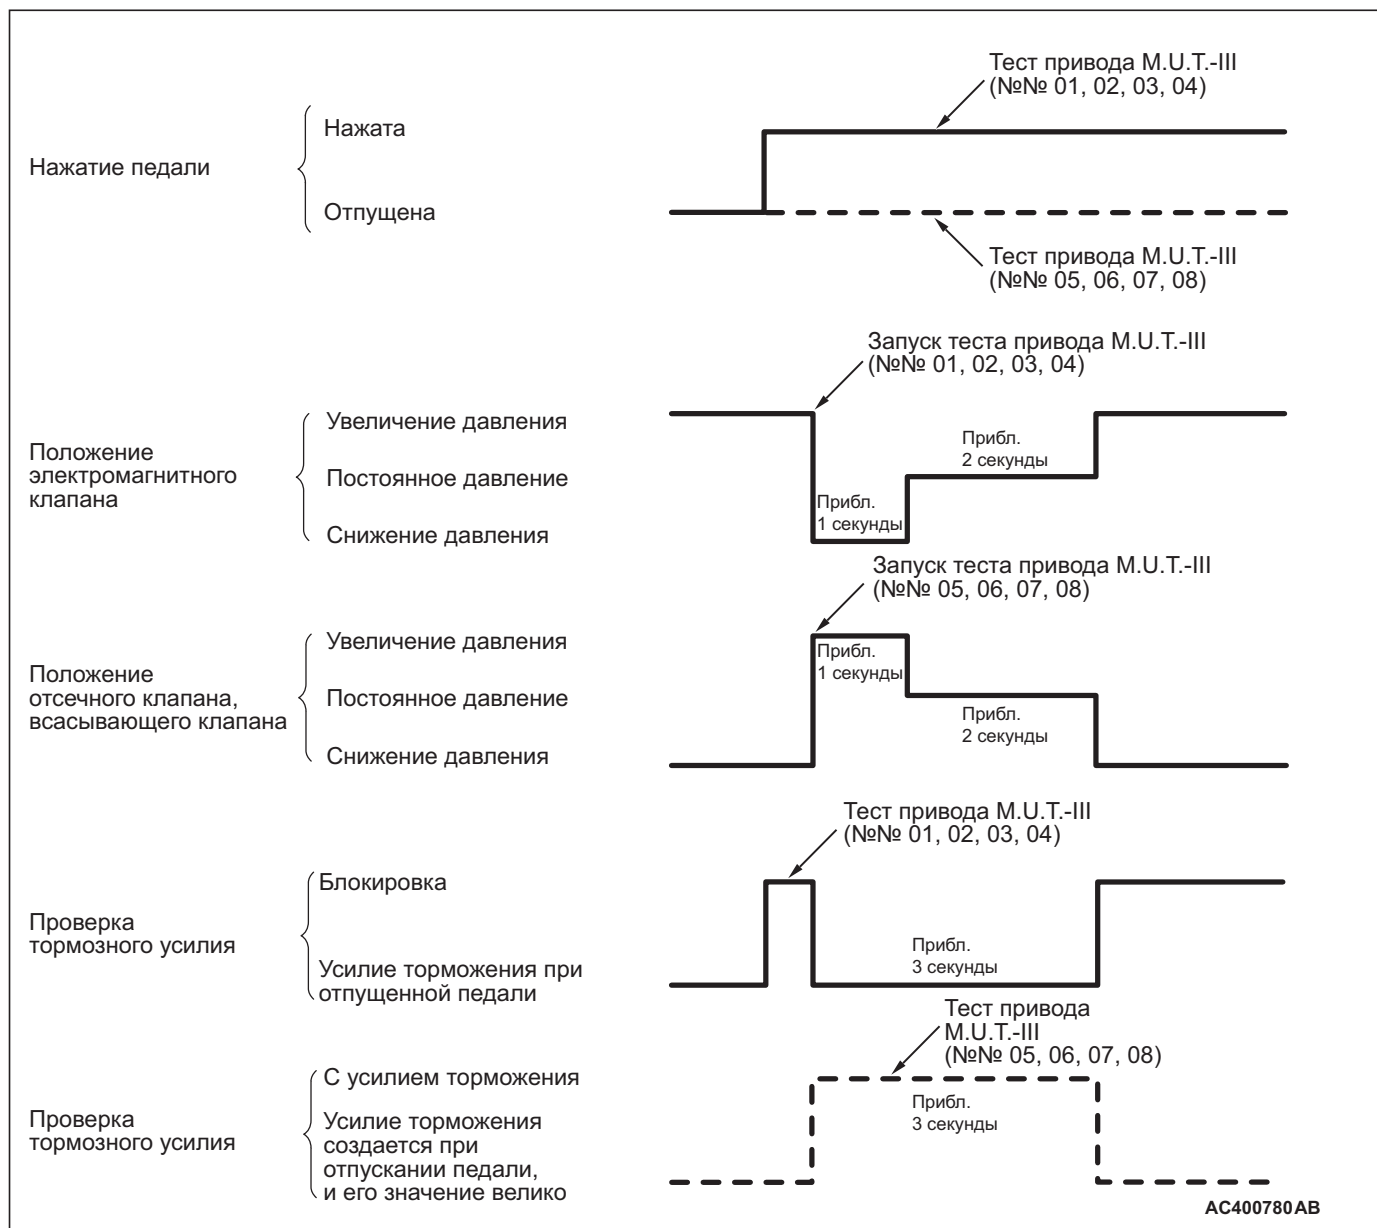 Тест привода M.U.T.-III
(№№ 01, 02, 03, 04)
Нажатие педали
Нажата
Отпущена
Тест привода M.U.T.-III
(№№ 05, 06, 07, 08)
Запуск теста привода M.U.T.-III
(№№ 01, 02, 03, 04)
Положение
электромагнитного
клапана
Увеличение давления
Постоянное давление
Снижение давления
Прибл.
1 секунды
Прибл.
2 секунды
Запуск теста привода M.U.T.-III
(№№ 05, 06, 07, 08)
Положение
отсечного клапана,
всасывающего клапана
Увеличение давления
Постоянное давление
Снижение давления
Прибл.
1 секунды
Прибл.
2 секунды
Тест привода M.U.T.-III
(№№ 01, 02, 03, 04)
Проверка
тормозного усилия
Блокировка
Усилие торможения при
отпущенной педали
Прибл.
3 секунды
Тест привода
M.U.T.-III
(№№ 05, 06, 07, 08)
Проверка
тормозного усилия
С усилием торможения
Усилие торможения
создается при
отпускании педали,
и его значение велико
Прибл.
3 секунды
AC400780AB